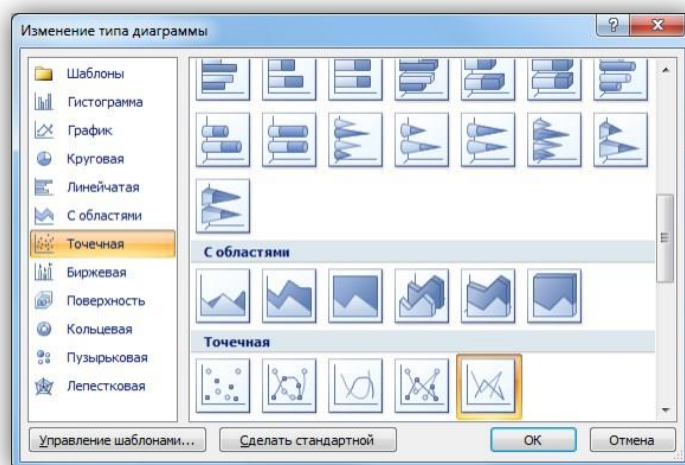 Изменение типа диаграммы
Шаблоны
Гистограмма
График
Круговая
Линейчатая
С областями
Точечная
Биржевая
Поверхность
Кольцевая
Пузырьковая
Лепестковая
С областями
Точечная
Управление шаблонами...
Сделать стандартной
ОК
Отмена